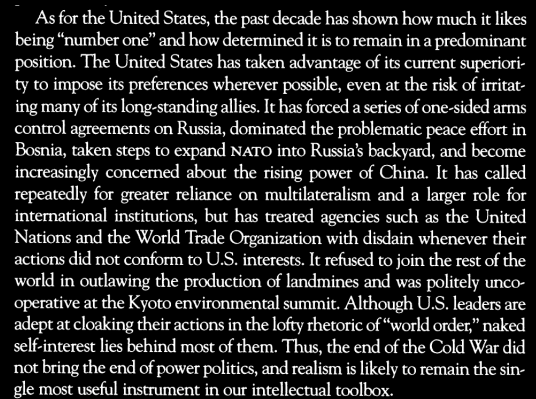 As for the United States, the past decade has shown how much it likes
being “number one” and how determined it is to remain in a predominant
position. The United States has taken advantage of its current superiori-
ty to impose its preferences wherever possible, even at the risk of irritat-
ing many of its long-standing allies. It has forced a series of one-sided arms
control agreements on Russia, dominated the problematic peace effort in
Bosnia, taken steps to expand NATO into Russia’s backyard, and become
increasingly concerned about the rising power of China. It has called
repeatedly for greater reliance on multilateralism and a larger role for
international institutions, but has treated agencies such as the United
Nations and the World Trade Organization with disdain whenever their
actions did not conform to U.S. interests. It refused to join the rest of the
world in outlawing the production of landmines and was politely unco-
operative at the Kyoto environmental summit. Although U.S. leaders are
adept at cloaking their actions in the lofty rhetoric of “world order,” naked
self-interest lies behind most of them. Thus, the end of the Cold War did
not bring the end of power politics, and realism is likely to remain the sin-
gle most useful instrument in our intellectual toolbox.